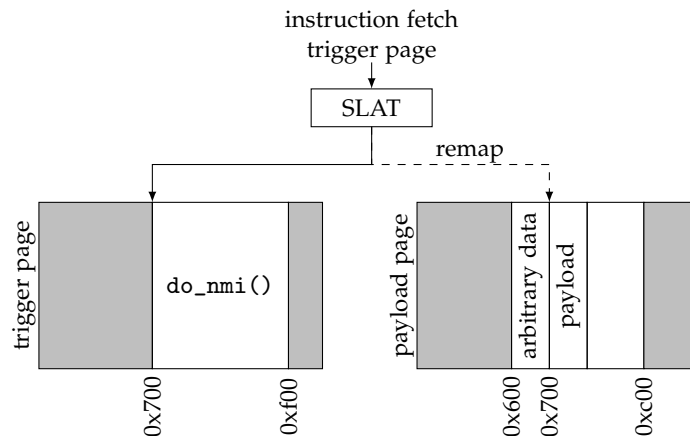 instruction fetch
trigger page
SLAT
remap
trigger page
do_nmi()
0x700
0xf00
payload page
arbitrary data
payload
0x600
0x700
0xc00